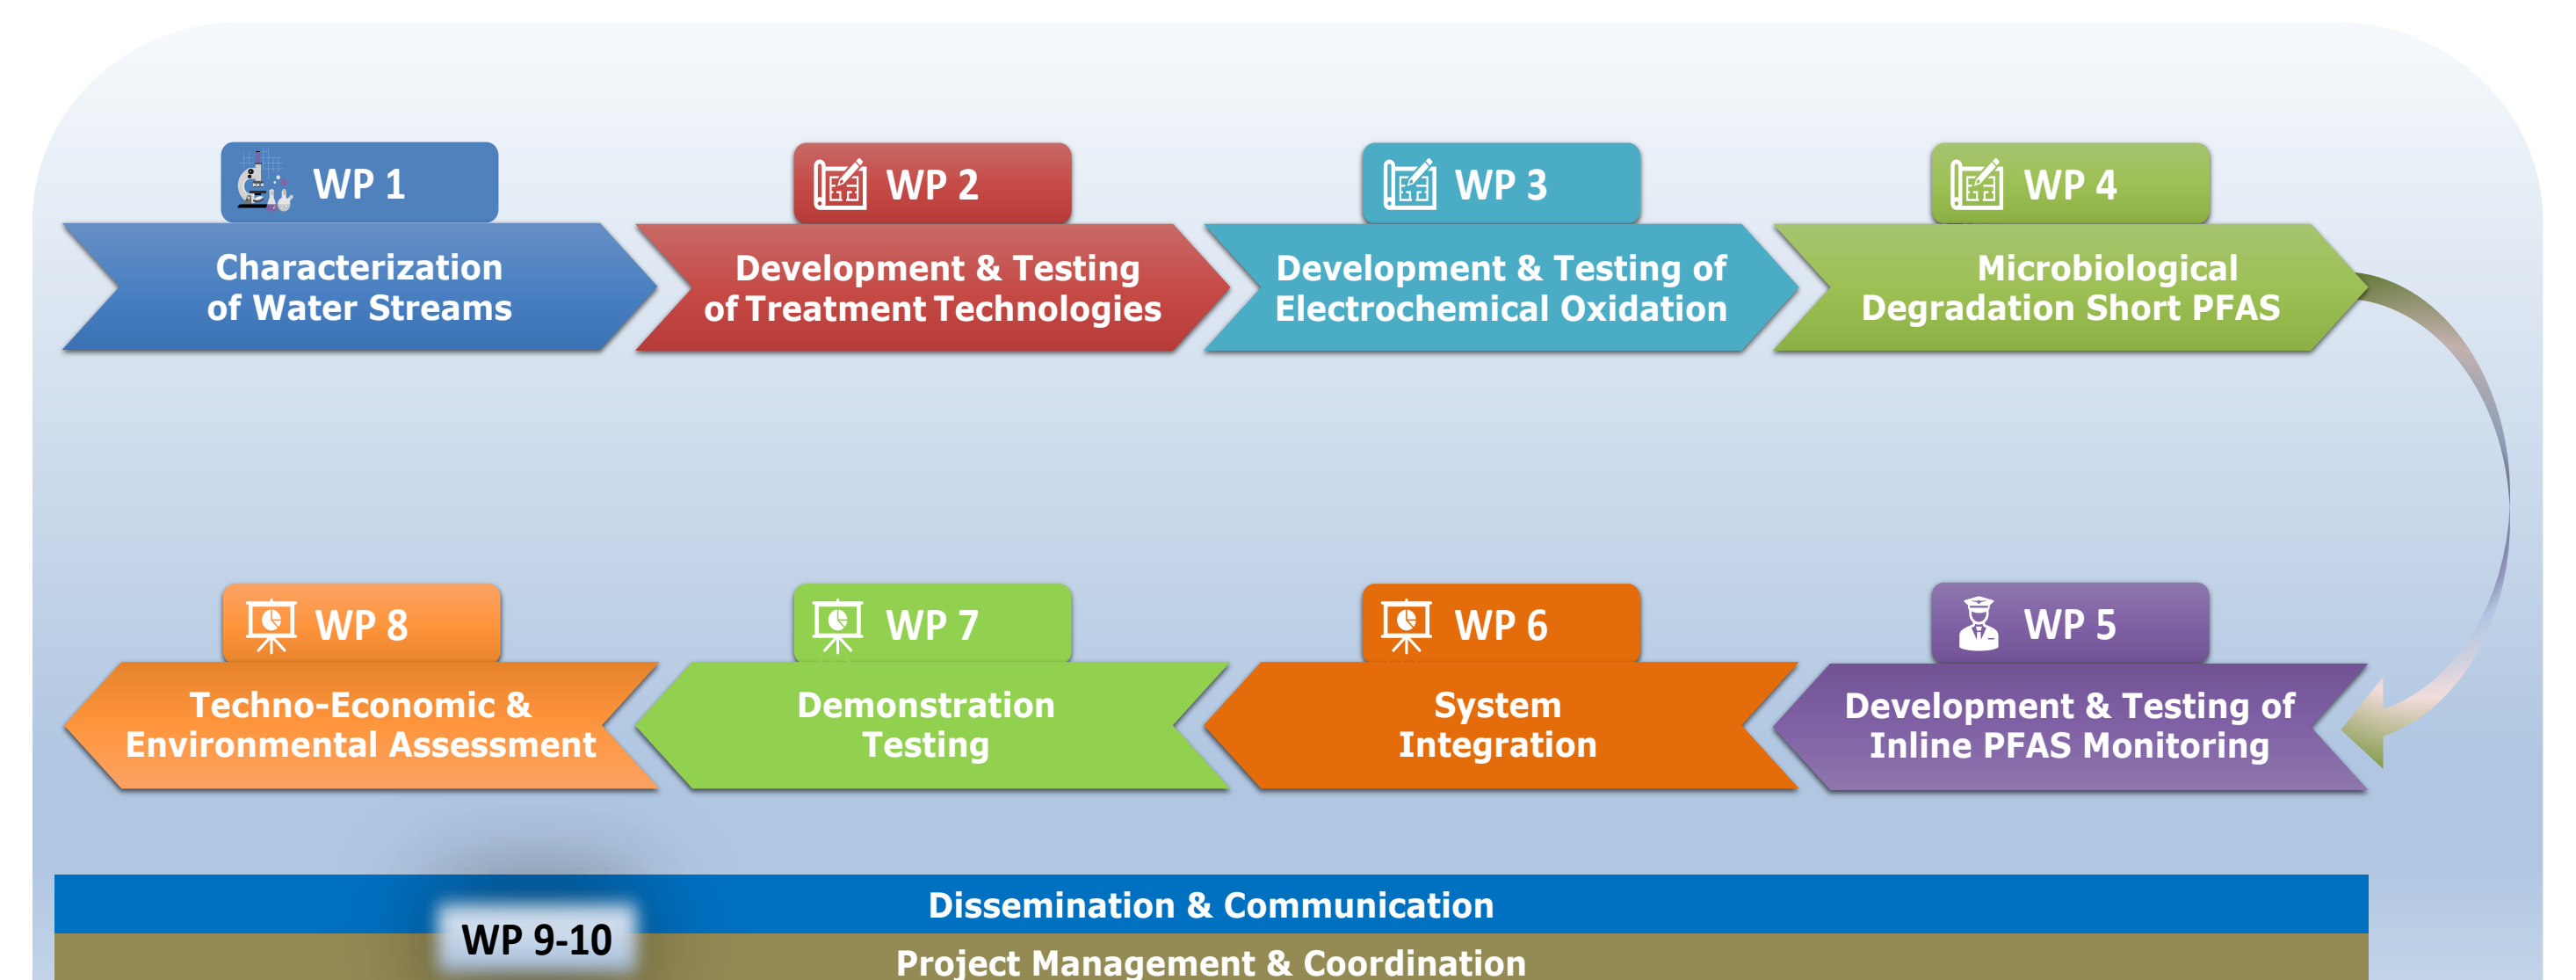 WP 1
Characterization
of Water Streams
WP 2
Development & Testing
of Treatment Technologies
WP 3
Development & Testing of
Electrochemical Oxidation
WP 4
Microbiological
Degradation Short PFAS
WP 5
Development & Testing of
Inline PFAS Monitoring
WP 6
System
Integration
WP 7
Demonstration
Testing
WP 8
Techno-Economic &
Environmental Assessment
WP 9-10
Dissemination & Communication
Project Management & Coordination